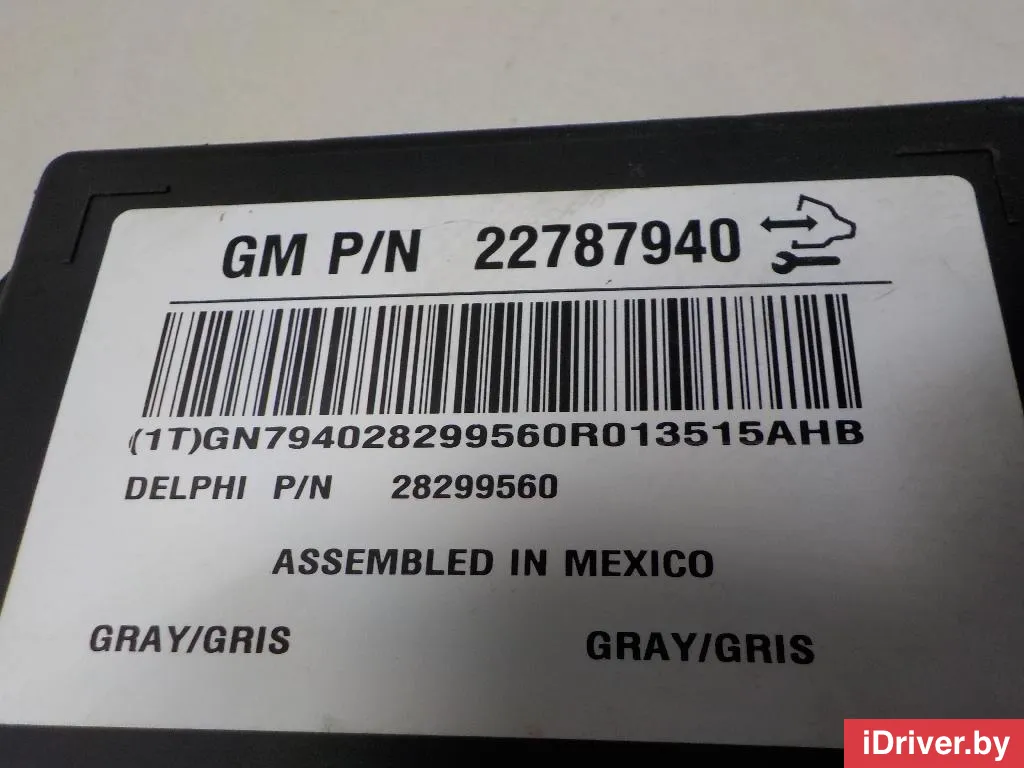 GM P/N 22787940
(1T)GN794028299560R013515AHB
DELPHI P/N 28299560
ASSEMBLED IN MEXICO
GRAY/GRIS GRAY/GRIS
iDriver.by